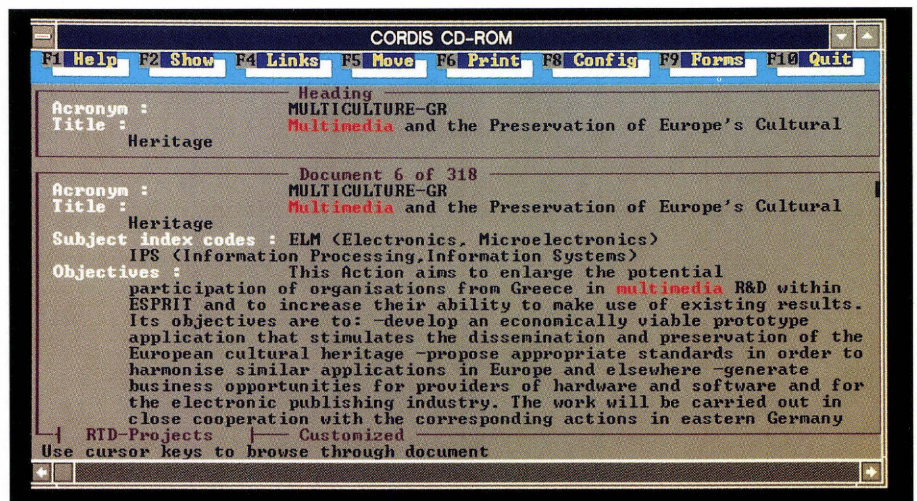 CORDIS CD-ROM
F1 Help F2 Show F4 Links F5 Move F6 Print F8 Config F9 Forms F10 Quit
Heading
Acronym : MULTICULTURE-GR
Title : Multimedia and the Preservation of Europe's Cultural
Heritage
Document 6 of 318
Acronym : MULTICULTURE-GR
Title : Multimedia and the Preservation of Europe's Cultural
Heritage
Subject index codes : ELM (Electronics, Microelectronics)
IPS (Information Processing,Information Systems)
Objectives : This Action aims to enlarge the potential
participation of organisations from Greece in multimedia R&D within
ESPRIT and to increase their ability to make use of existing results.
Its objectives are to: -develop an economically viable prototype
application that stimulates the dissemination and preservation of the
European cultural heritage -propose appropriate standards in order to
harmonise similar applications in Europe and elsewhere -generate
business opportunities for providers of hardware and software and for
the electronic publishing industry. The work will be carried out in
close cooperation with the corresponding actions in eastern Germany
RTD-Projects Customized
Use cursor keys to browse through document